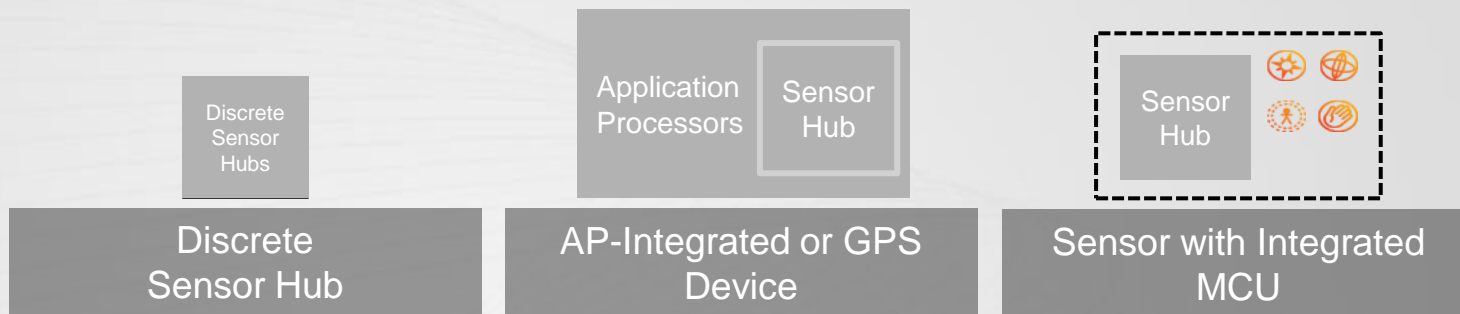 Discrete
Sensor
Hubs
Application
Processors
Sensor
Hub
Sensor
Hub
Discrete
Sensor Hub
AP-Integrated or GPS
Device
Sensor with Integrated
MCU